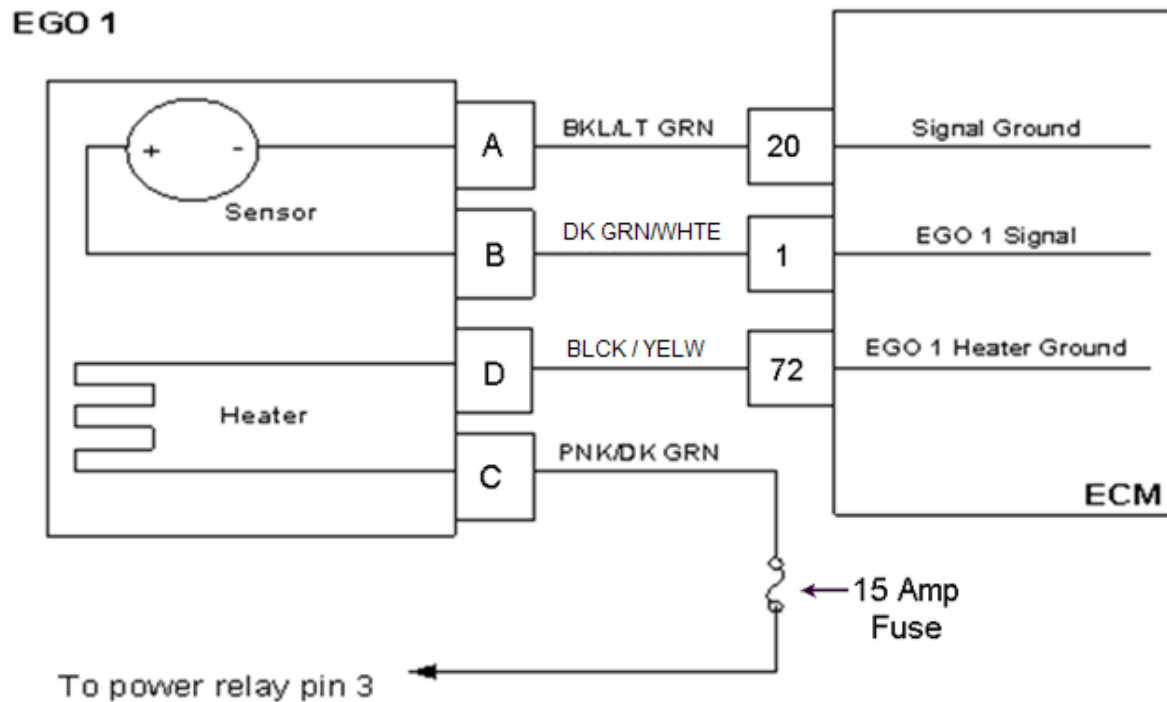 EGO 1
A
BKL/LT GRN
20
Signal Ground
+ -
Sensor
B
DK GRN/WHTE
1
EGO 1 Signal
D
BLCK / YELW
72
EGO 1 Heater Ground
Heater
C
PNK/DK GRN
ECM
15 Amp
Fuse
To power relay pin 3